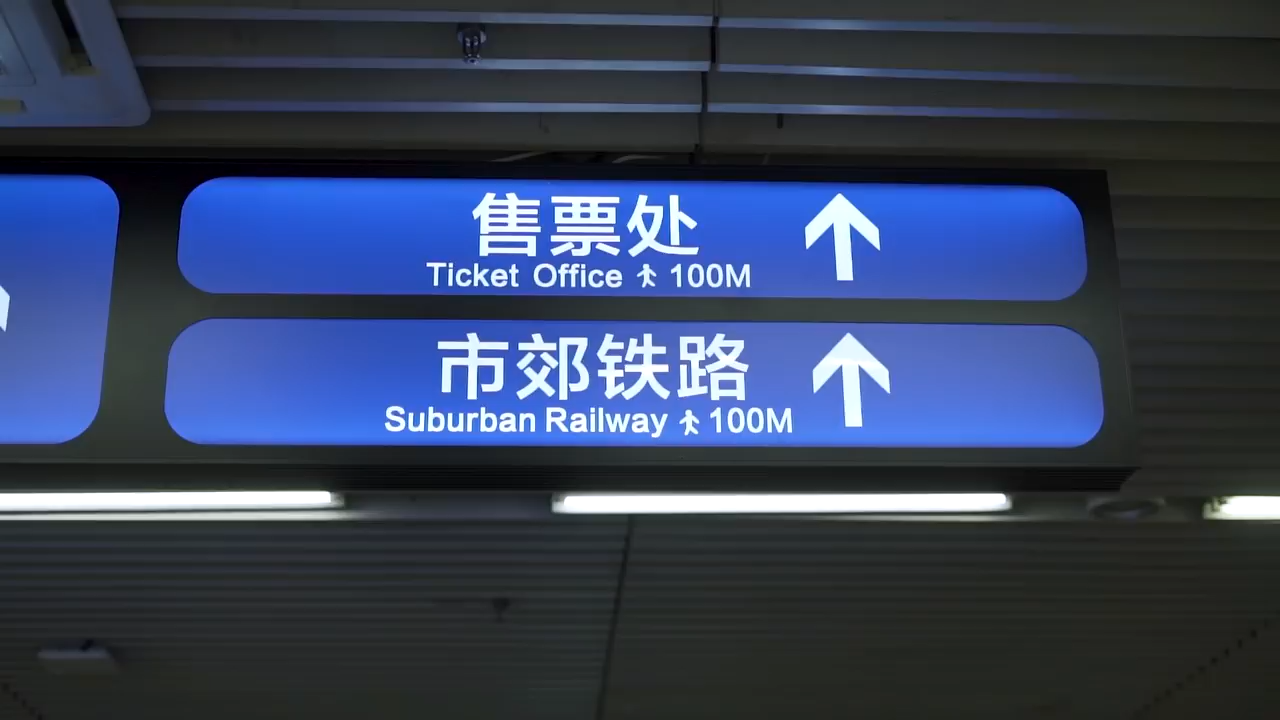 售票处
Ticket Office 100M
市郊铁路
Suburban Railway 100M